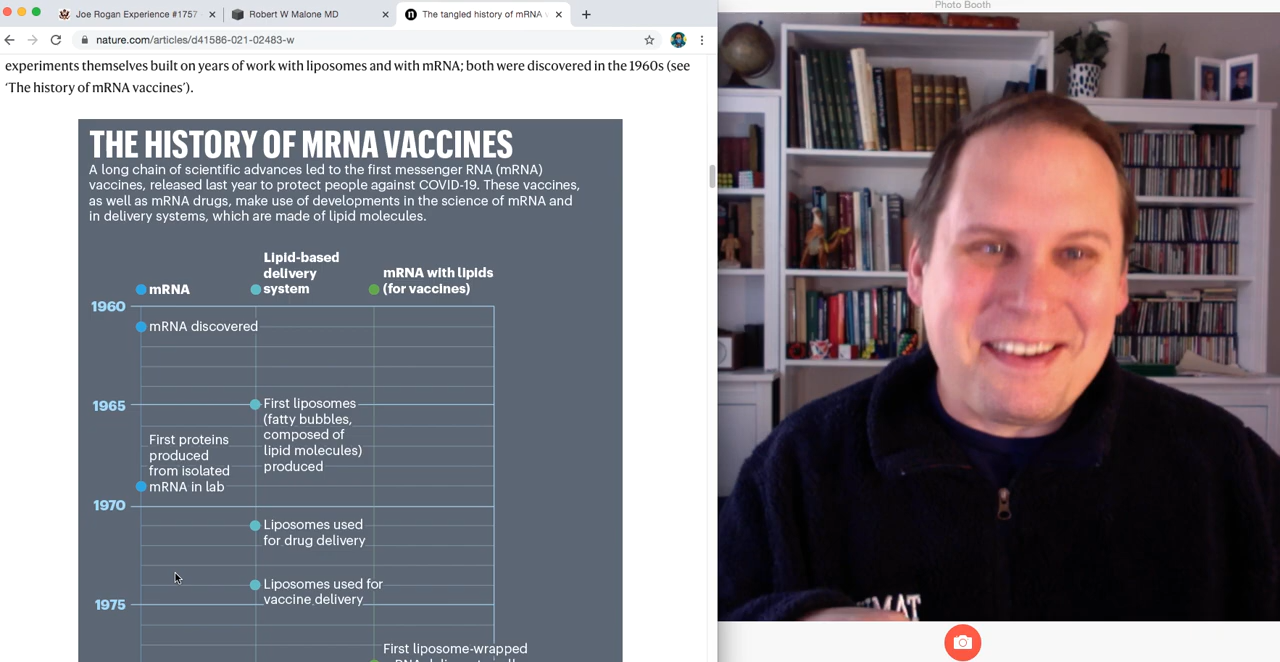 Photo Booth
Joe Rogan Experience #1757
Robert W Malone MD
The tangled history of mRNA
nature.com/articles/d41586-021-02483-w
experiments themselves built on years of work with liposomes and with mRNA; both were discovered in the 1960s (see
‘The history of mRNA vaccines’).
THE HISTORY OF MRNA VACCINES
A long chain of scientific advances led to the first messenger RNA (mRNA)
vaccines, released last year to protect people against COVID-19. These vaccines,
as well as mRNA drugs, make use of developments in the science of mRNA and
in delivery systems, which are made of lipid molecules.
mRNA
Lipid-based
delivery
system
mRNA with lipids
(for vaccines)
1960
mRNA discovered
1965
First liposomes
(fatty bubbles,
composed of
lipid molecules)
produced
First proteins
produced
from isolated
mRNA in lab
1970
Liposomes used
for drug delivery
Liposomes used for
vaccine delivery
1975
First liposome-wrapped